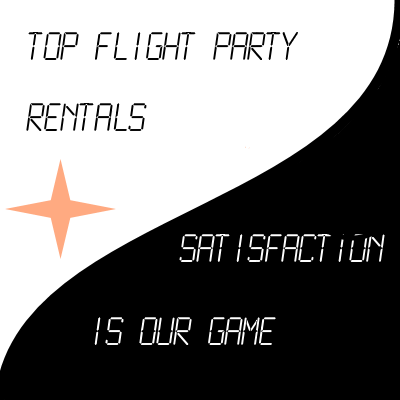 TOP FLIGHT PARTY
RENTALS
SATISFACTION
IS OUR GAME